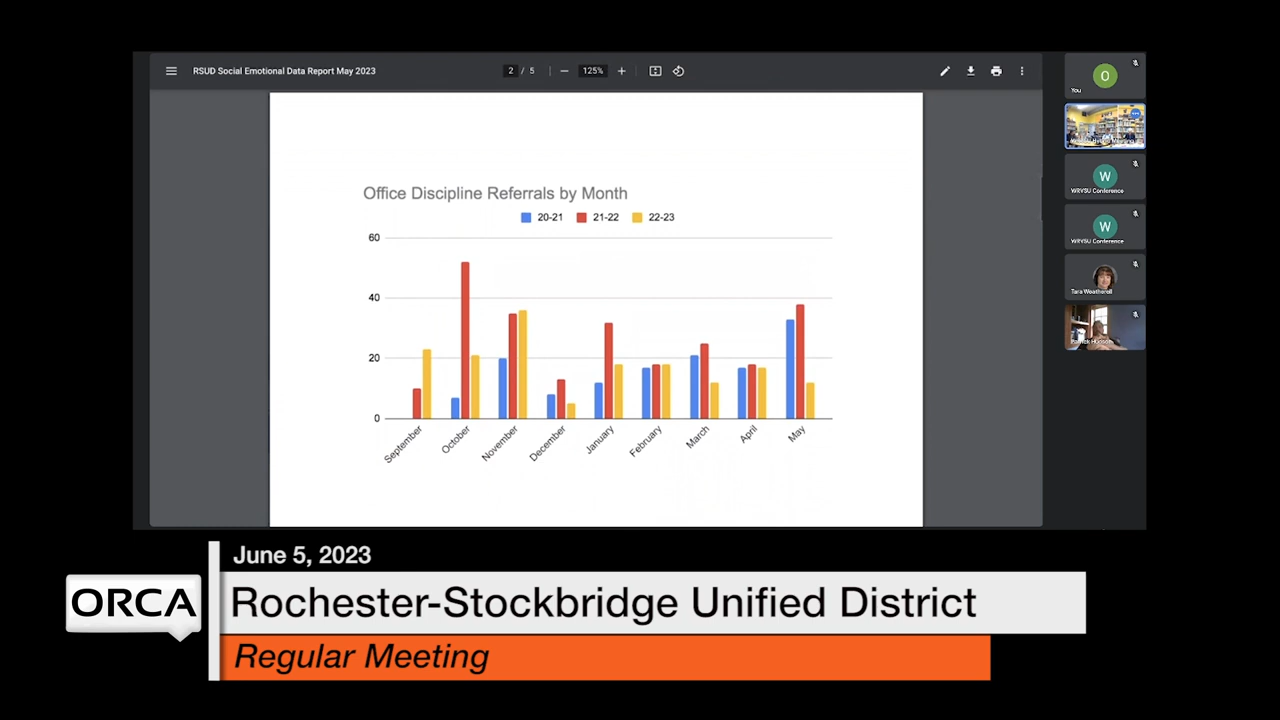 RSUD Social Emotional Data Report May 2023
2 / 5
125%
O
You
W
WRVSU Conference
W
WRVSU Conference
Tara Weatherell
Office Discipline Referrals by Month
20-21 21-22 22-23
60
40
20
0
September October November December January February March April May
June 5, 2023
ORCA
Rochester-Stockbridge Unified District
Regular Meeting